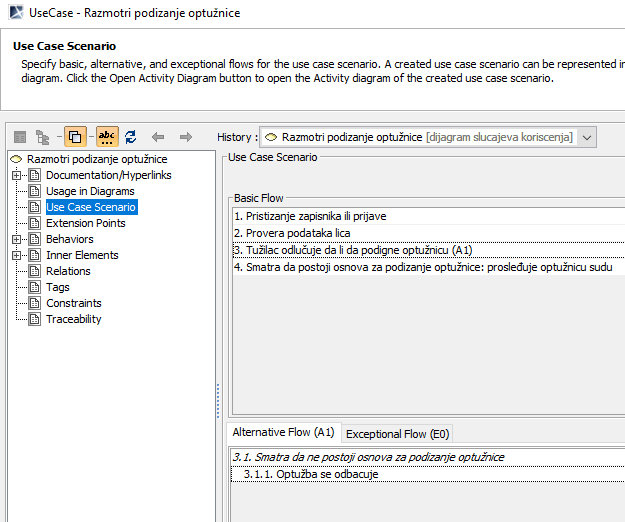 UseCase - Razmotri podizanje optužnice
Use Case Scenario
Specify basic, alternative, and exceptional flows for the use case scenario. A created use case scenario can be represented in
diagram. Click the Open Activity Diagram button to open the Activity diagram of the created use case scenario.
abc
History :
Razmotri podizanje optužnice [dijagram slucajeva koriscenja]
Razmotri podizanje optužnice
Documentation/Hyperlinks
Usage in Diagrams
Use Case Scenario
Extension Points
Behaviors
Inner Elements
Relations
Tags
Constraints
Traceability
Use Case Scenario
Basic Flow
1. Pristizanje zapisnika ili prijave
2. Provera podataka lica
3. Tužilac odlučuje da li da podigne optužnicu (A1)
4. Smatra da postoji osnova za podizanje optužnice: prosleđuje optužnicu sudu
Alternative Flow (A1)
Exceptional Flow (E0)
3.1. Smatra da ne postoji osnova za podizanje optužnice
3.1.1. Optužba se odbacuje